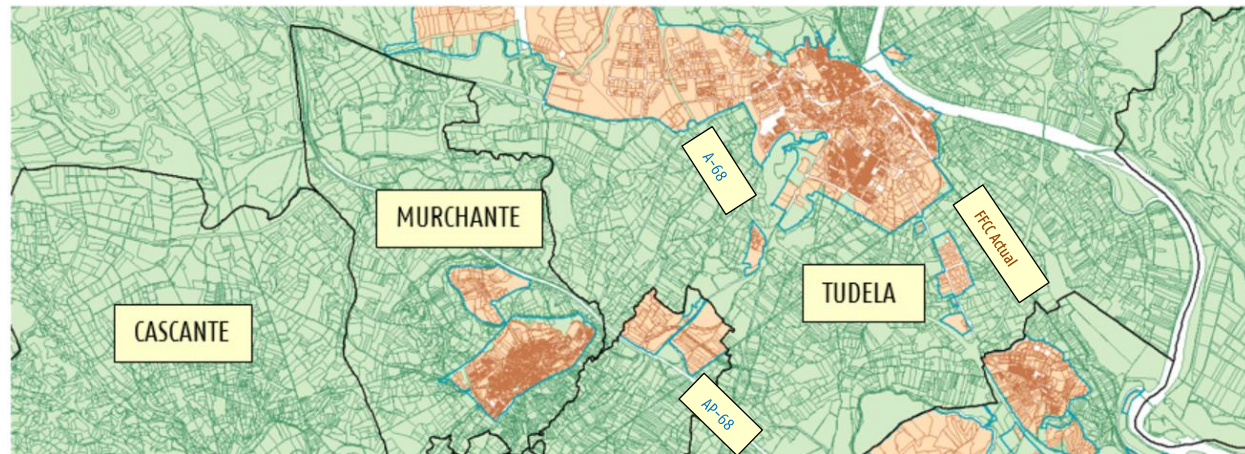 A-68
MURCHANTE
FFCC Actual
TUDELA
CASCANTE
AP-68